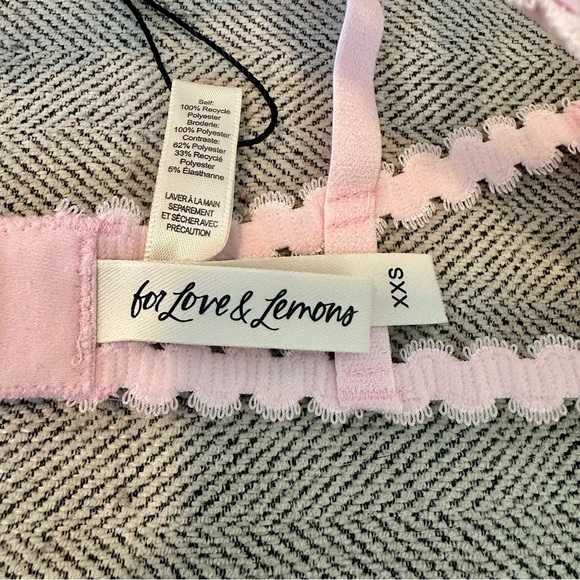 Self:
100% Recyclé
Polyester
Broderie:
100% Polyester
Contraste:
62% Polyester
33% Recyclé
Polyester
5% Élasthanne
LAVER À LA MAIN
SEPAREMENT
ET SÉCHER AVEC
PRÉCAUTION
for Love & Lemons
XXS